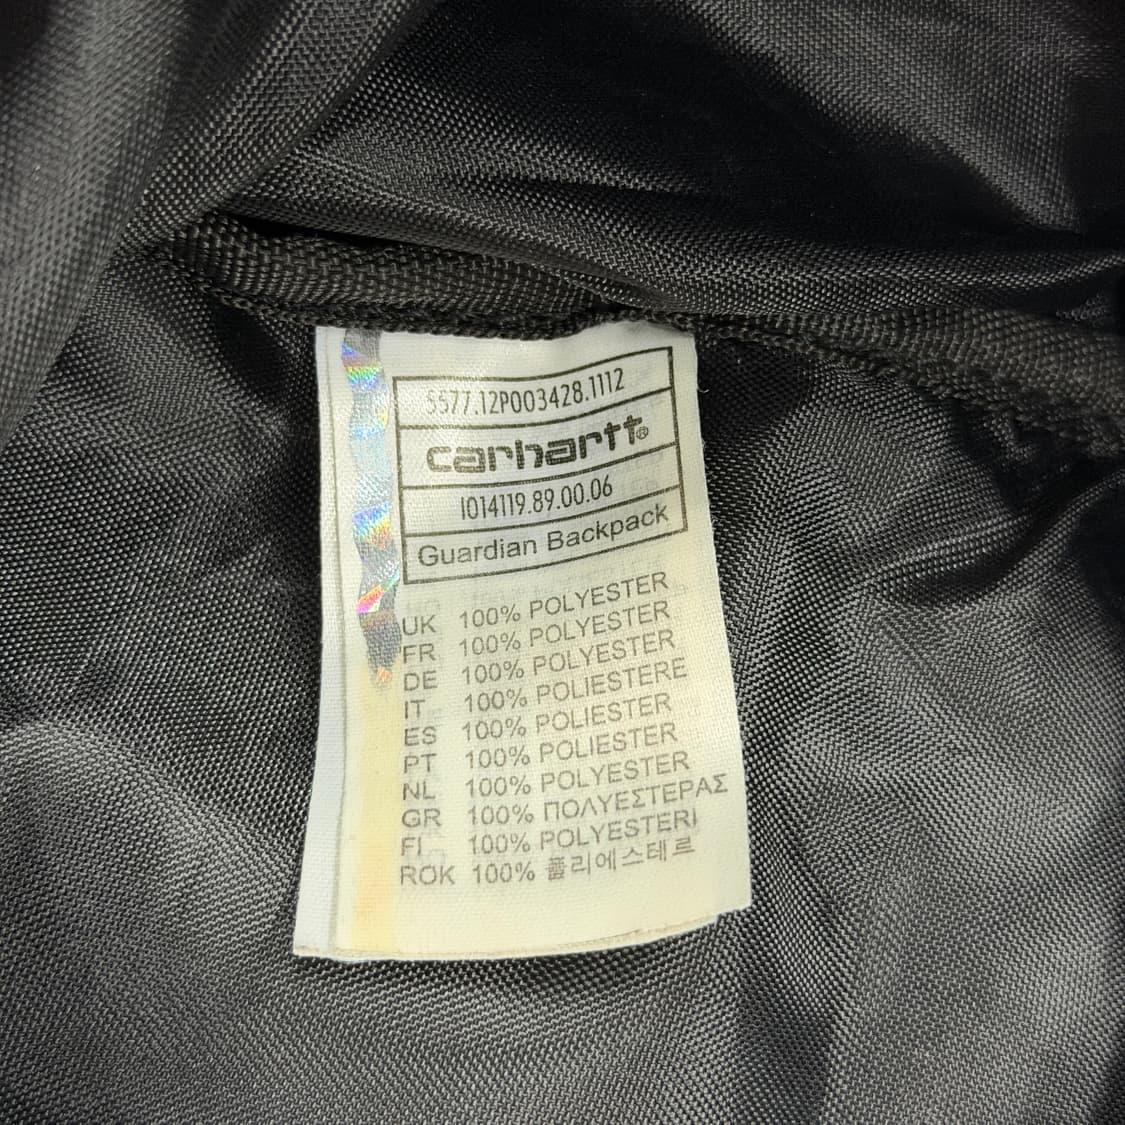 5577.12P003428.1112
carhartt®
I014119.89.00.06
Guardian Backpack
UK 100% POLYESTER
FR 100% POLYESTER
DE 100% POLYESTER
IT 100% POLIESTERE
ES 100% POLIESTER
PT 100% POLIESTER
NL 100% POLYESTER
GR 100% ΠΟΛΥΕΣΤΕΡΑΣ
FI 100% POLYESTERI
ROK 100% 폴리에스테르